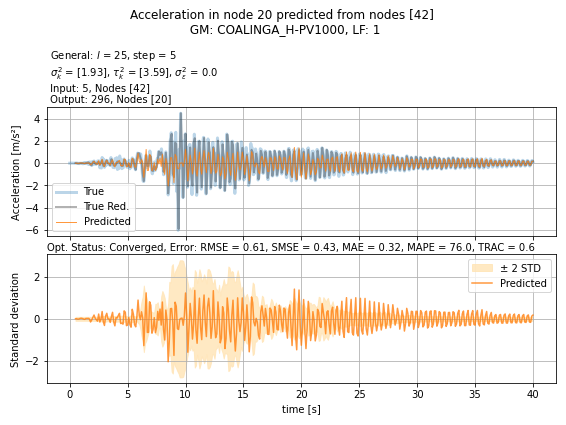 Acceleration in node 20 predicted from nodes [42]
GM: COALINGA_H-PV1000, LF: 1
General: l = 25, step = 5
σ²ₖ = [1.93], τ²ₖ = [3.59], σ²ε = 0.0
Input: 5, Nodes [42]
Output: 296, Nodes [20]
Acceleration [m/s²]
4
2
0
−2
−4
−6
True
True Red.
Predicted
Opt. Status: Converged, Error: RMSE = 0.61, SMSE = 0.43, MAE = 0.32, MAPE = 76.0, TRAC = 0.6
Standard deviation
2
0
−2
± 2 STD
Predicted
0 5 10 15 20 25 30 35 40
time [s]